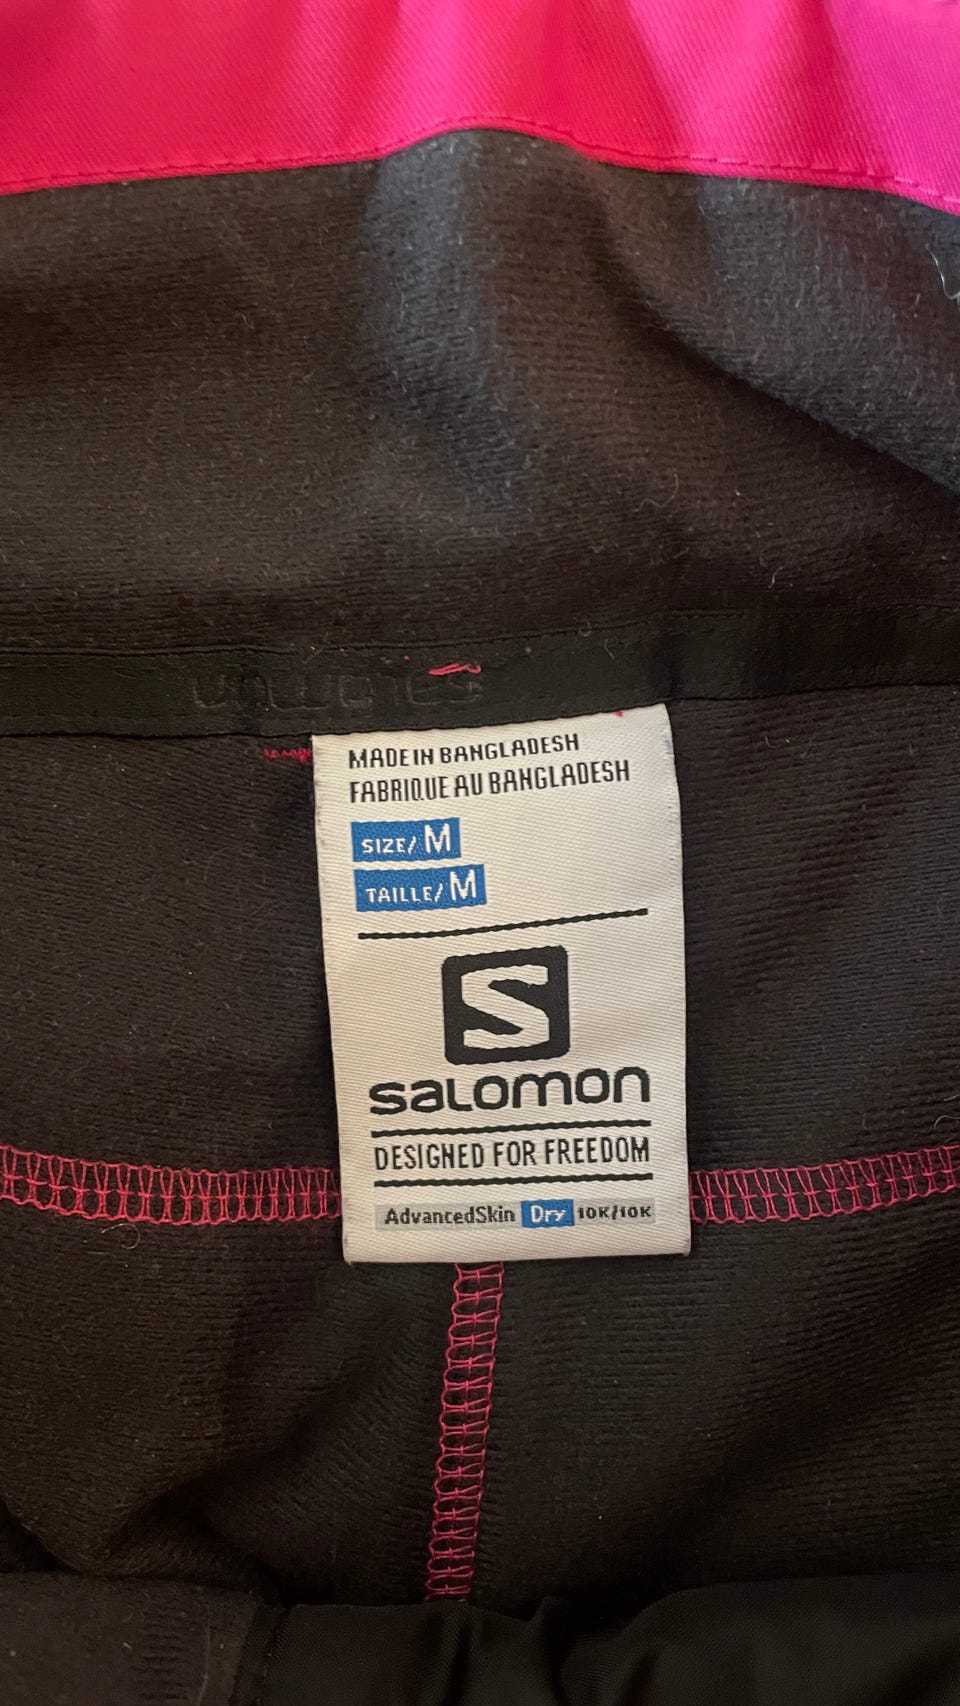 MADE IN BANGLADESH
FABRIQUE AU BANGLADESH
SIZE/ M
TAILLE/ M
S
SALOMON
DESIGNED FOR FREEDOM
AdvancedSkin Dry 10K/10K